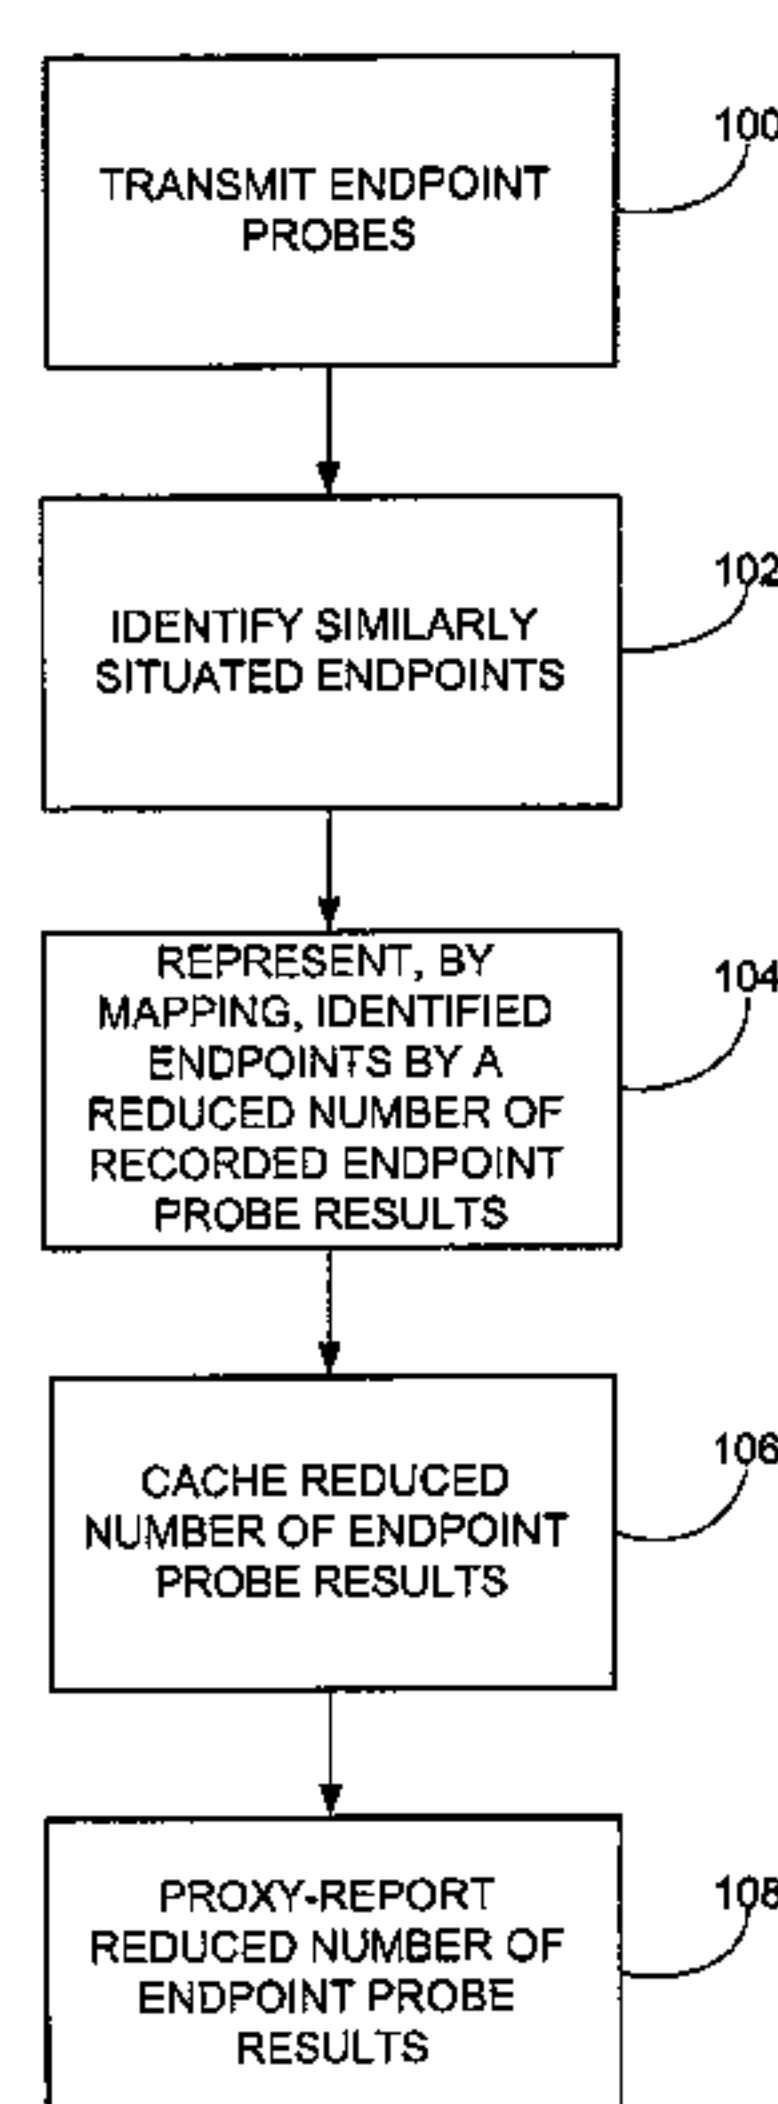 100
TRANSMIT ENDPOINT
PROBES
102
IDENTIFY SIMILARLY
SITUATED ENDPOINTS
104
REPRESENT, BY
MAPPING, IDENTIFIED
ENDPOINTS BY A
REDUCED NUMBER OF
RECORDED ENDPOINT
PROBE RESULTS
106
CACHE REDUCED
NUMBER OF ENDPOINT
PROBE RESULTS
108
PROXY-REPORT
REDUCED NUMBER OF
ENDPOINT PROBE
RESULTS